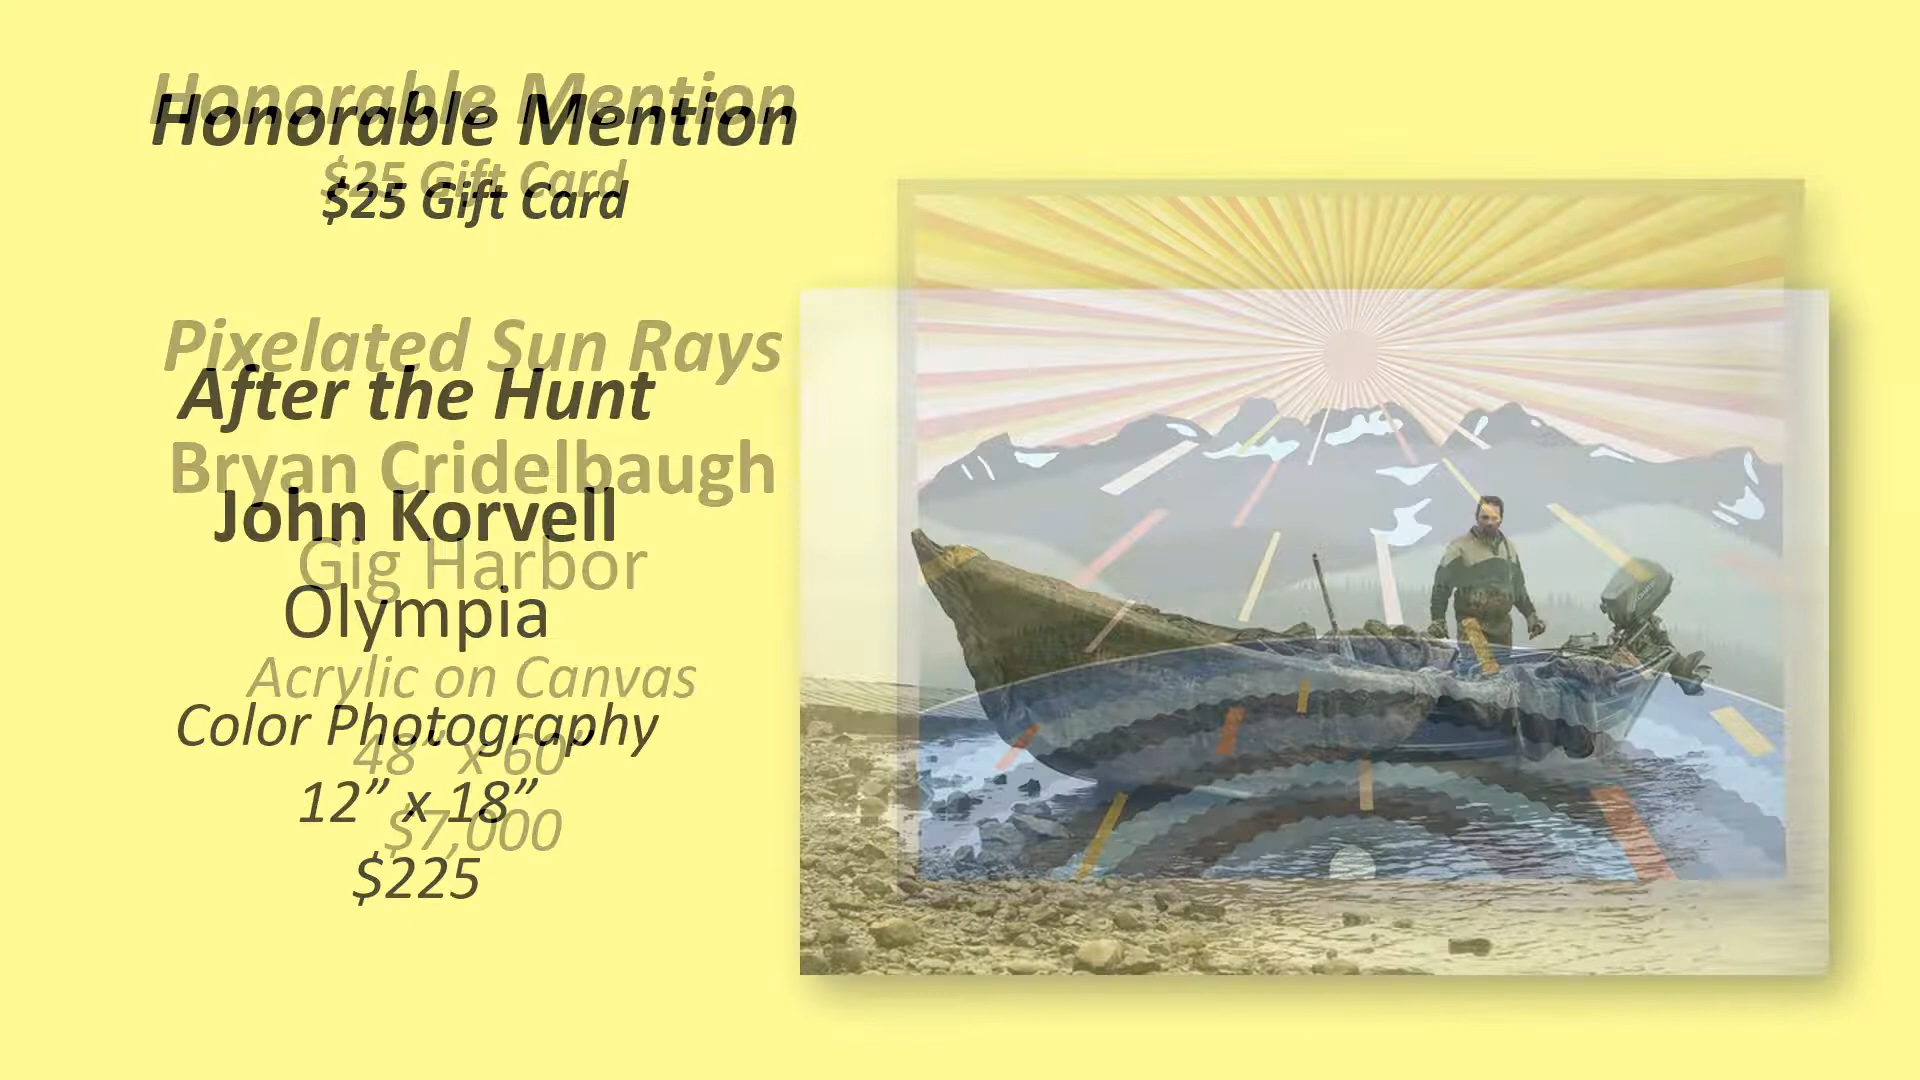 Honorable Mention
$25 Gift Card
Pixelated Sun Rays
Bryan Cridelbaugh
Gig Harbor
Acrylic on Canvas
48” x 60”
$7,000
Honorable Mention
$25 Gift Card
After the Hunt
John Korvell
Olympia
Color Photography
12” x 18”
$225